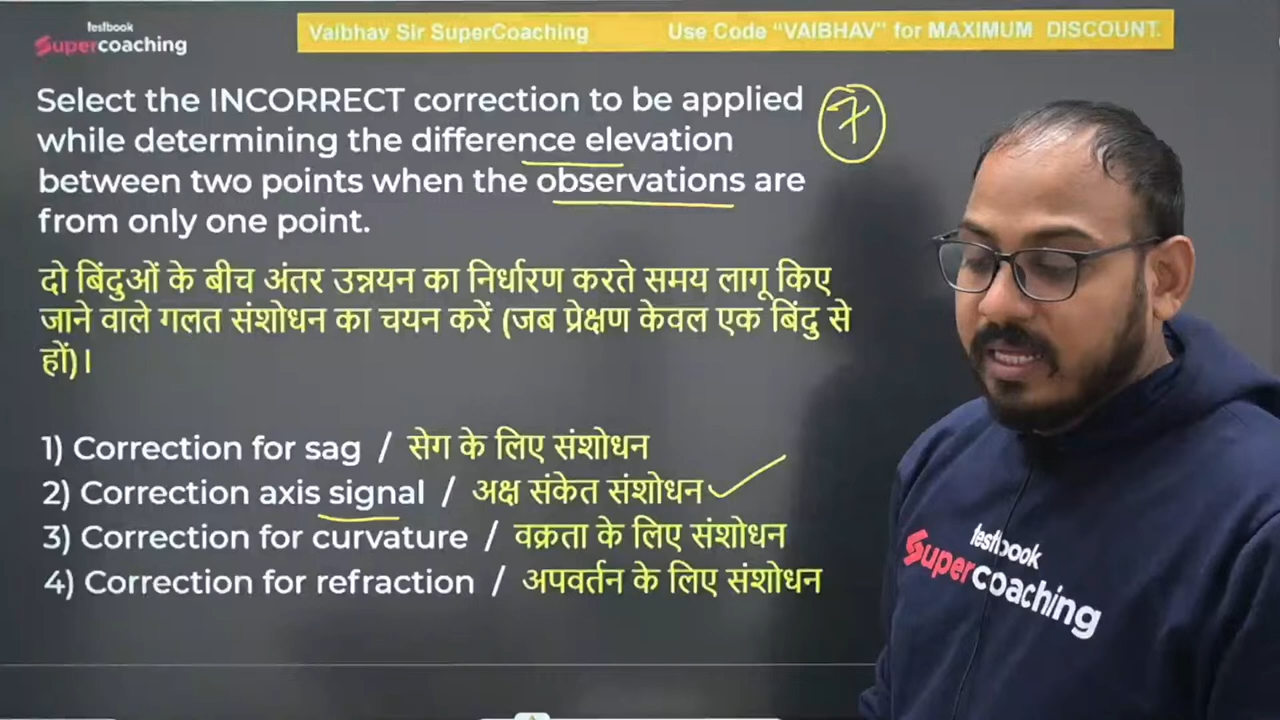 testbook
Supercoaching
Vaibhav Sir SuperCoaching
Use Code “VAIBHAV” for MAXIMUM DISCOUNT.
Select the INCORRECT correction to be applied
while determining the difference elevation
between two points when the observations are
from only one point.
7
दो बिंदुओं के बीच अंतर उन्नयन का निर्धारण करते समय लागू किए
जाने वाले गलत संशोधन का चयन करें (जब प्रेक्षण केवल एक बिंदु से
हों)।
1) Correction for sag / सेग के लिए संशोधन
2) Correction axis signal / अक्ष संकेत संशोधन
3) Correction for curvature / वक्रता के लिए संशोधन
4) Correction for refraction / अपवर्तन के लिए संशोधन
testbook
Supercoaching